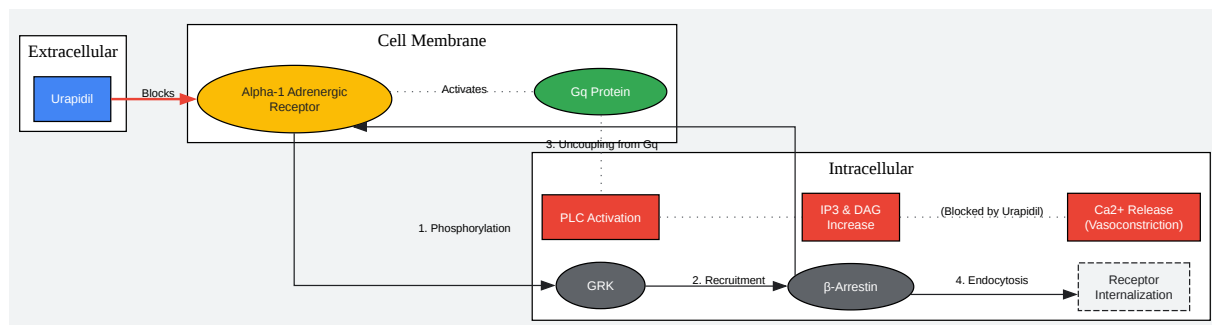 Extracellular
Urapidil
Blocks
Cell Membrane
Alpha-1 Adrenergic
Receptor
Activates
Gq Protein
3. Uncoupling from Gq
Intracellular
PLC Activation
IP3 & DAG
Increase
(Blocked by Urapidil)
Ca2+ Release
(Vasoconstriction)
1. Phosphorylation
GRK
2. Recruitment
β-Arrestin
4. Endocytosis
Receptor
Internalization